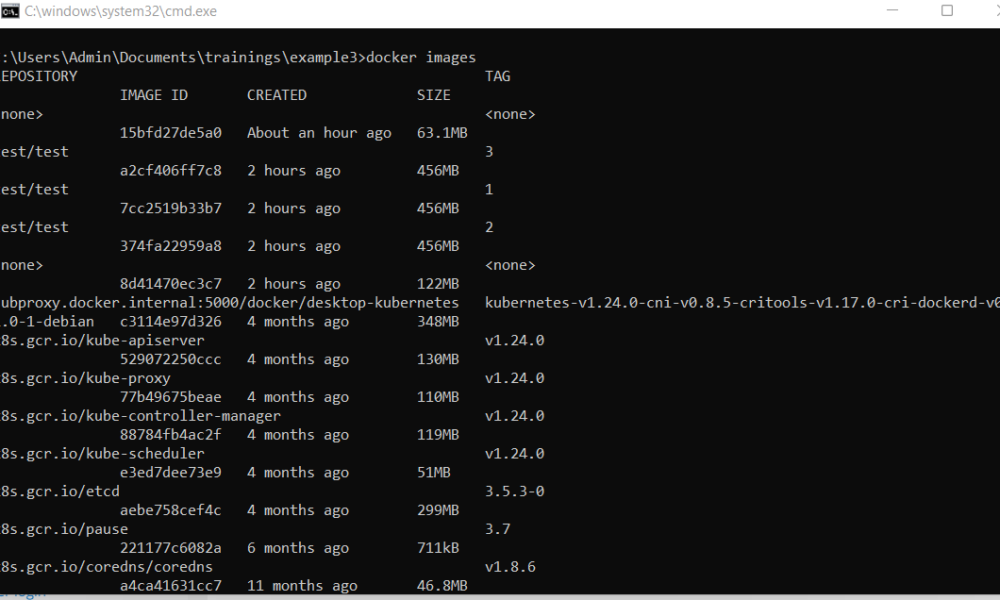 C:\windows\system32\cmd.exe
:\Users\Admin\Documents\trainings\example3>docker images
EPOSITORY TAG
IMAGE ID CREATED SIZE
none> <none>
15bfd27de5a0 About an hour ago 63.1MB
est/test 3
a2cf406ff7c8 2 hours ago 456MB
est/test 1
7cc2519b33b7 2 hours ago 456MB
est/test 2
374fa22959a8 2 hours ago 456MB
none> <none>
8d41470ec3c7 2 hours ago 122MB
ubproxy.docker.internal:5000/docker/desktop-kubernetes kubernetes-v1.24.0-cni-v0.8.5-critools-v1.17.0-cri-dockerd-v0
.0-1-debian c3114e97d326 4 months ago 348MB
8s.gcr.io/kube-apiserver v1.24.0
529072250ccc 4 months ago 130MB
8s.gcr.io/kube-proxy v1.24.0
77b49675beae 4 months ago 110MB
8s.gcr.io/kube-controller-manager v1.24.0
88784fb4ac2f 4 months ago 119MB
8s.gcr.io/kube-scheduler v1.24.0
e3ed7dee73e9 4 months ago 51MB
8s.gcr.io/etcd 3.5.3-0
aebe758cef4c 4 months ago 299MB
8s.gcr.io/pause 3.7
221177c6082a 6 months ago 711kB
8s.gcr.io/coredns/coredns v1.8.6
a4ca41631cc7 11 months ago 46.8MB